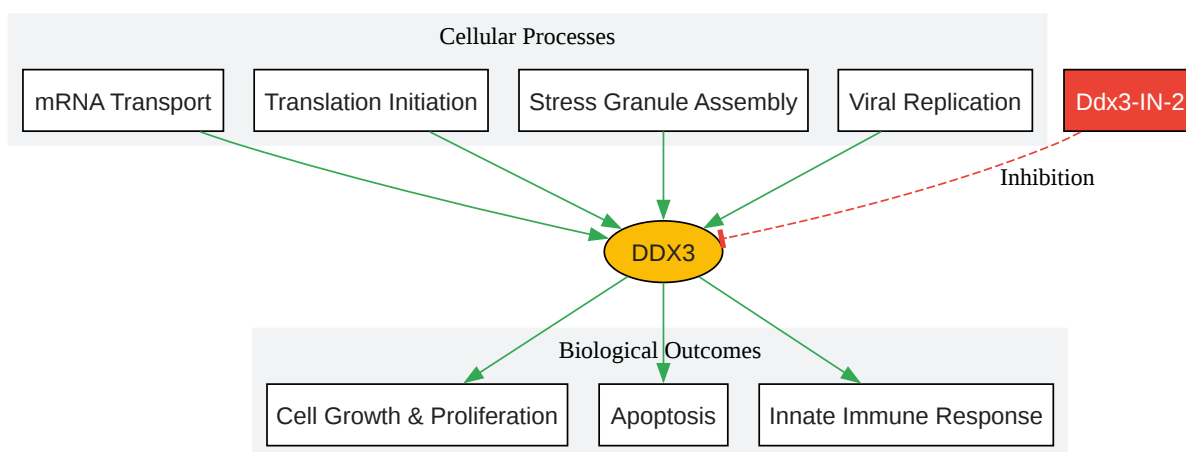 Cellular Processes
mRNA Transport
Translation Initiation
Stress Granule Assembly
Viral Replication
Ddx3-IN-2
Inhibition
DDX3
Biological Outcomes
Cell Growth & Proliferation
Apoptosis
Innate Immune Response